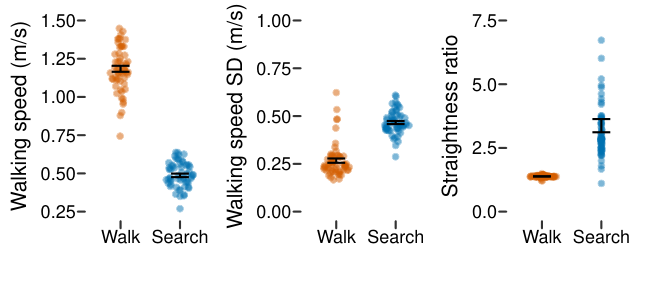 Walking speed (m/s)
1.50
1.25
1.00
0.75
0.50
0.25
Walk Search
Walking speed SD (m/s)
1.00
0.75
0.50
0.25
0.00
Walk Search
Straightness ratio
7.5
5.0
2.5
0.0
Walk Search